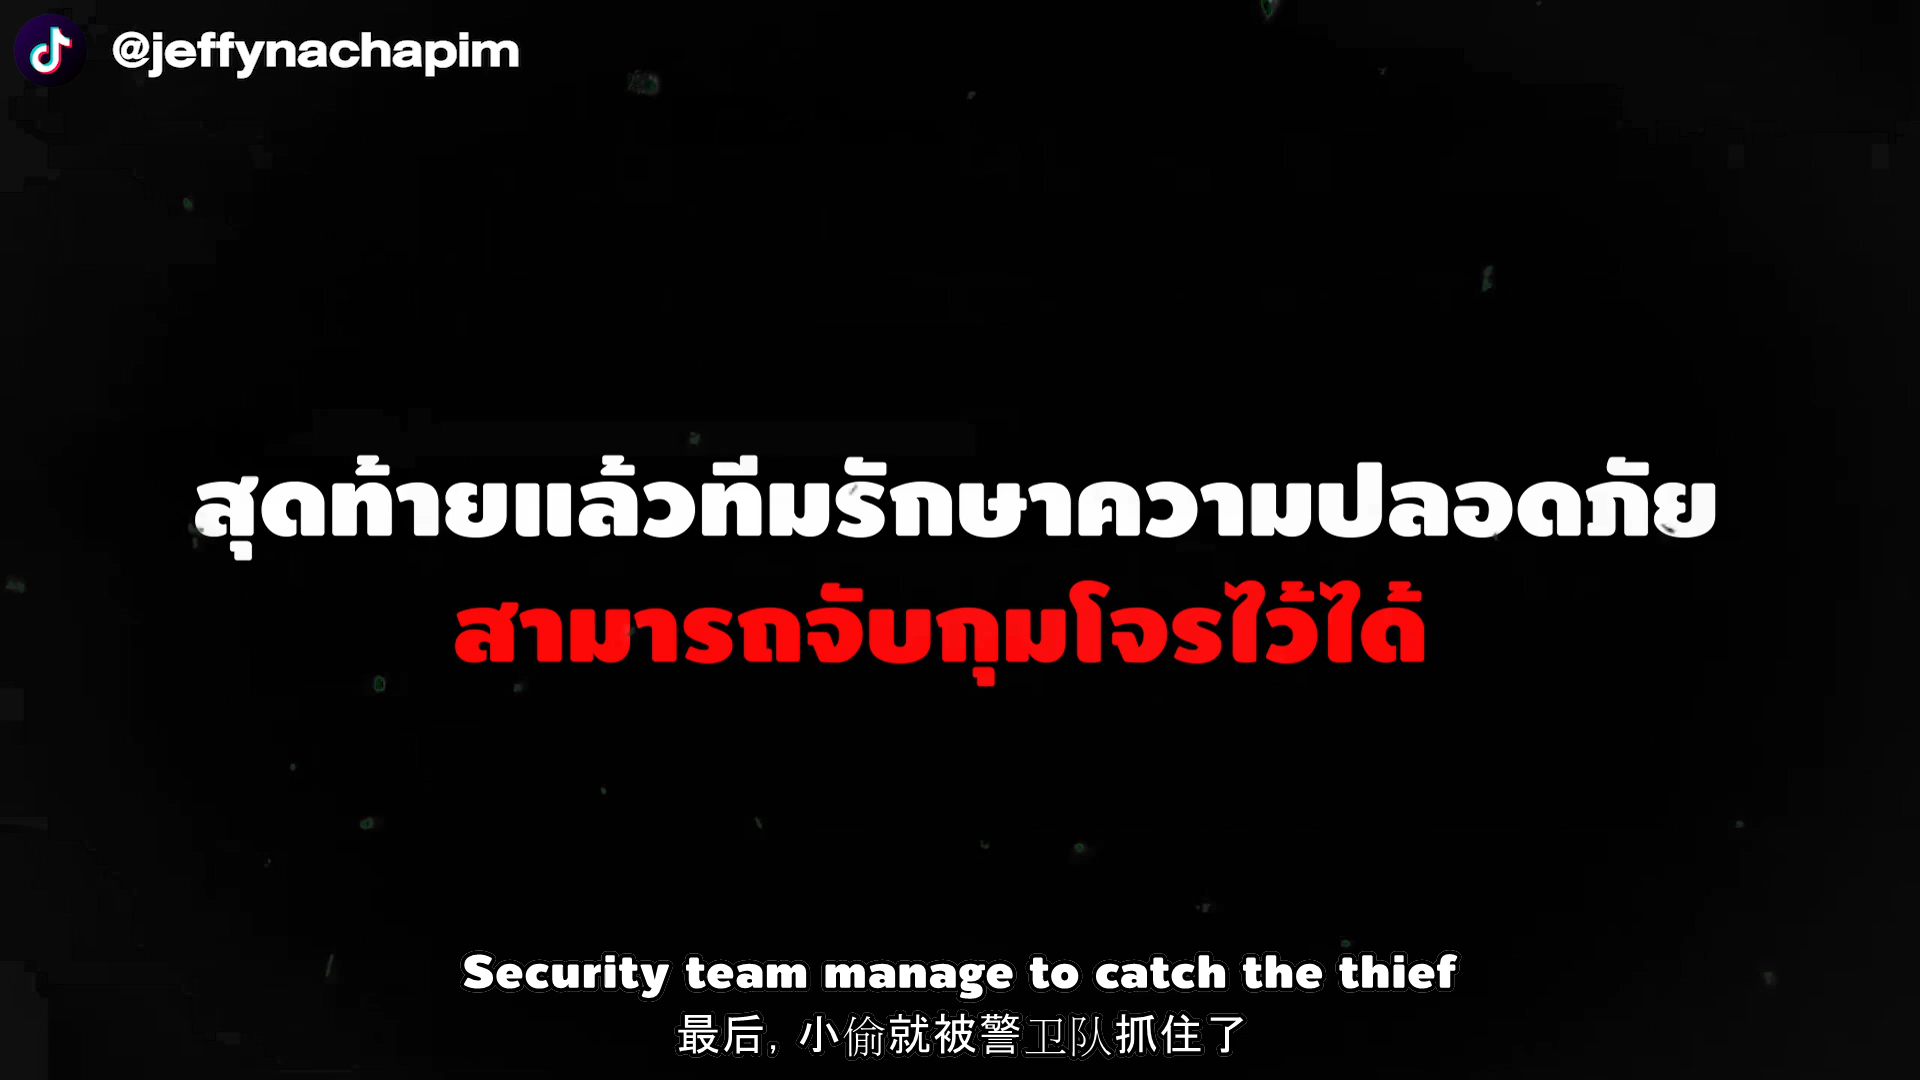 @jeffynachapim
สุดท้ายแล้วทีมรักษาความปลอดภัย
สามารถจับกุมโจรไว้ได้
Security team manage to catch the thief
最后, 小偷就被警卫队抓住了